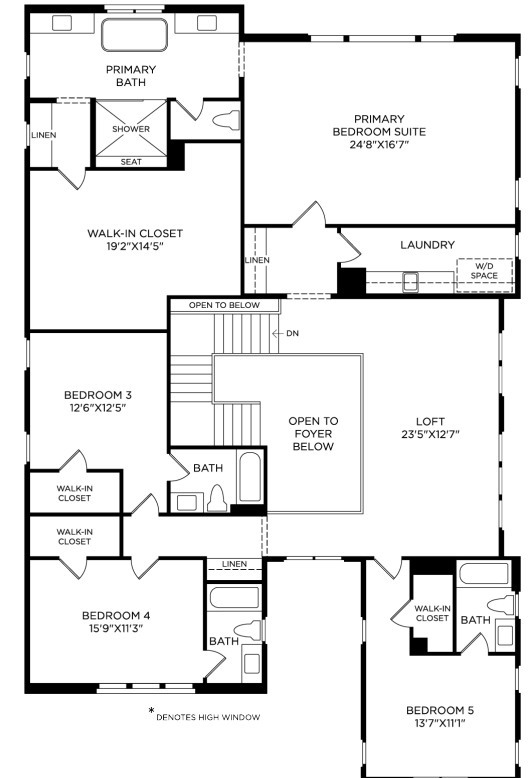 PRIMARY
BATH
LINEN
SHOWER
SEAT
PRIMARY
BEDROOM SUITE
24'8"X16'7"
WALK-IN CLOSET
19'2"X14'5"
LINEN
LAUNDRY
W/D
SPACE
OPEN TO BELOW
DN
BEDROOM 3
12'6"X12'5"
OPEN TO
FOYER
BELOW
LOFT
23'5"X12'7"
BATH
WALK-IN
CLOSET
WALK-IN
CLOSET
LINEN
BEDROOM 4
15'9"X11'3"
BATH
WALK-IN
CLOSET
BATH
BEDROOM 5
13'7"X11'1"
* DENOTES HIGH WINDOW